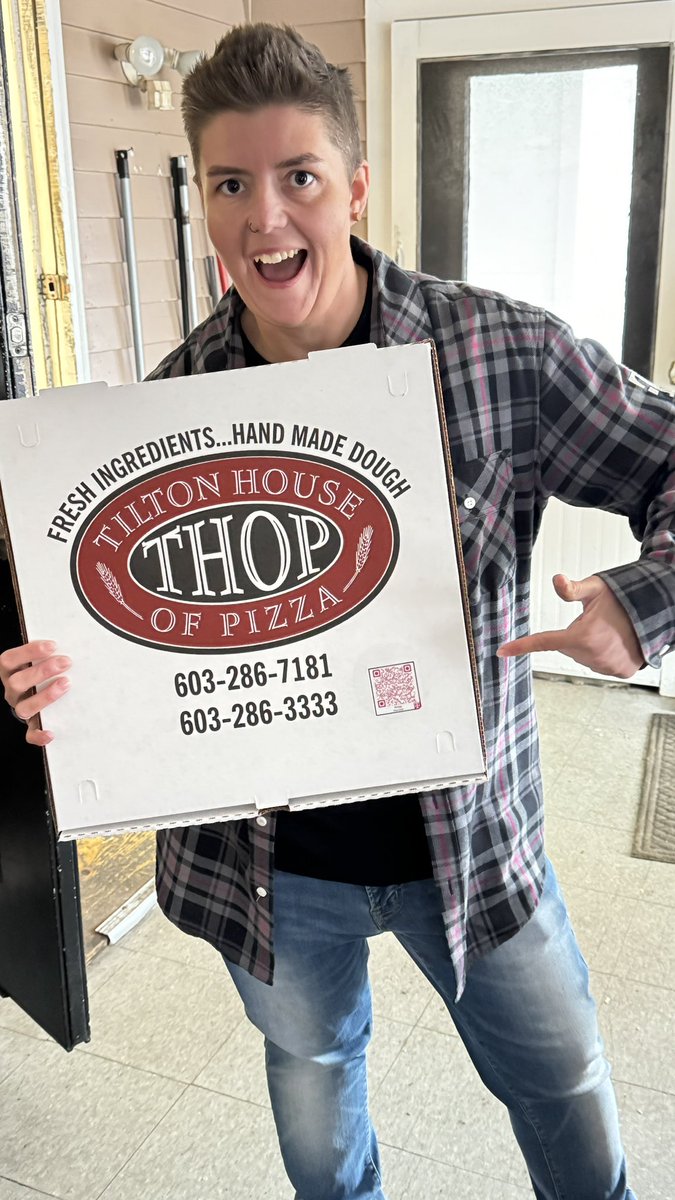 FRESH INGREDIENTS...HAND MADE DOUGH
TILTON HOUSE
THOP
OF PIZZA
603-286-7181
603-286-3333